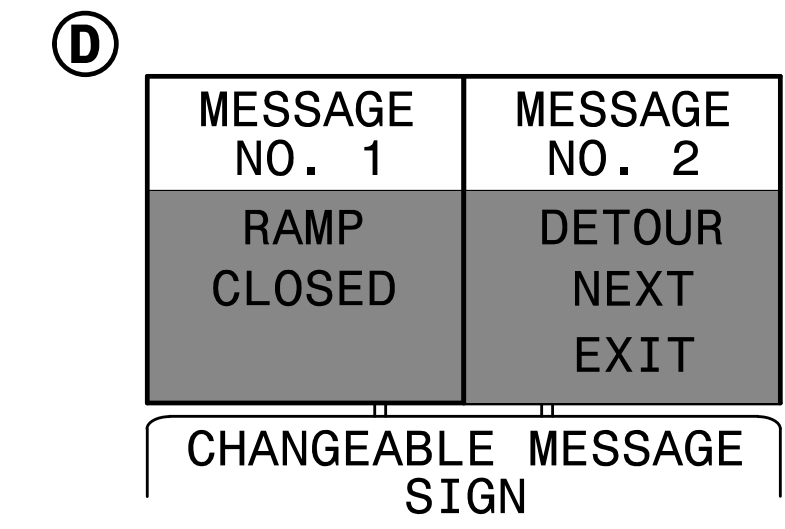 D
MESSAGE
NO. 1
MESSAGE
NO. 2
RAMP
CLOSED
DETOUR
NEXT
EXIT
CHANGEABLE MESSAGE
SIGN